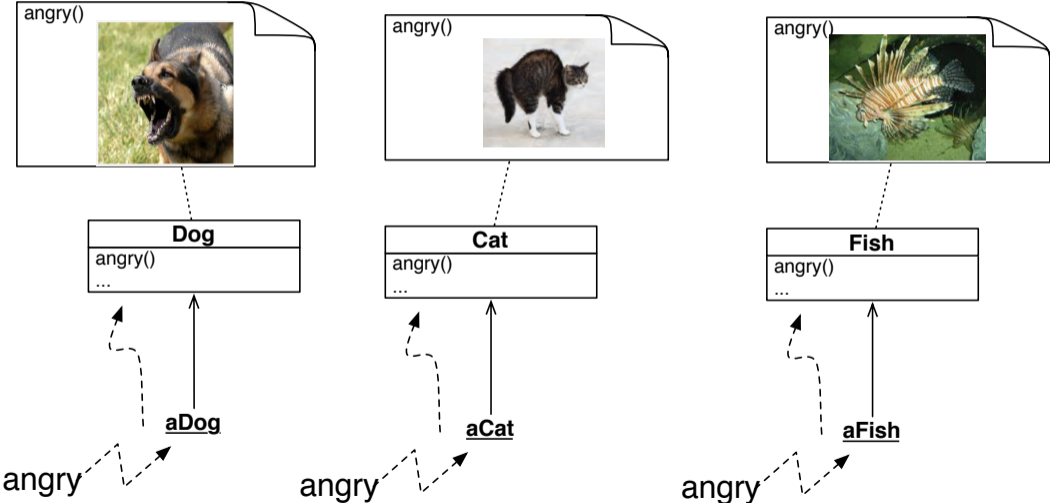 angry()
angry()
angry()
Dog
angry()
...
Cat
angry()
...
Fish
angry()
...
aDog
aCat
aFish
angry
angry
angry